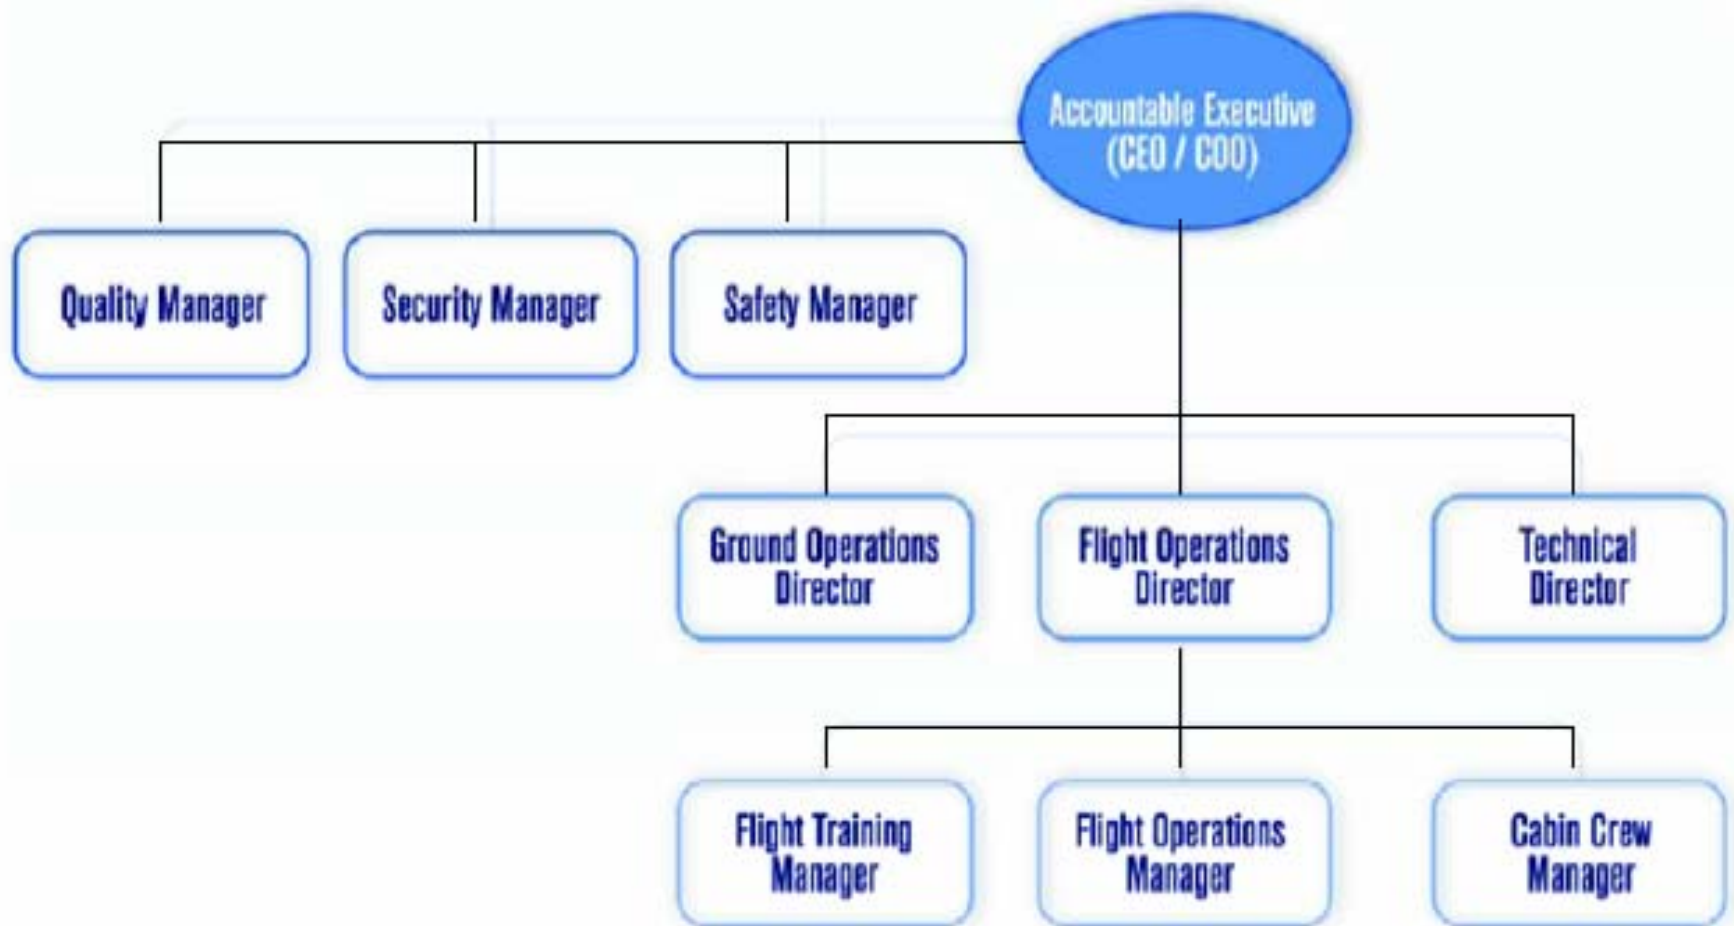 Accountable Executive
(CEO / COO)
Quality Manager
Security Manager
Safety Manager
Ground Operations
Director
Flight Operations
Director
Technical
Director
Flight Training
Manager
Flight Operations
Manager
Cabin Crew
Manager